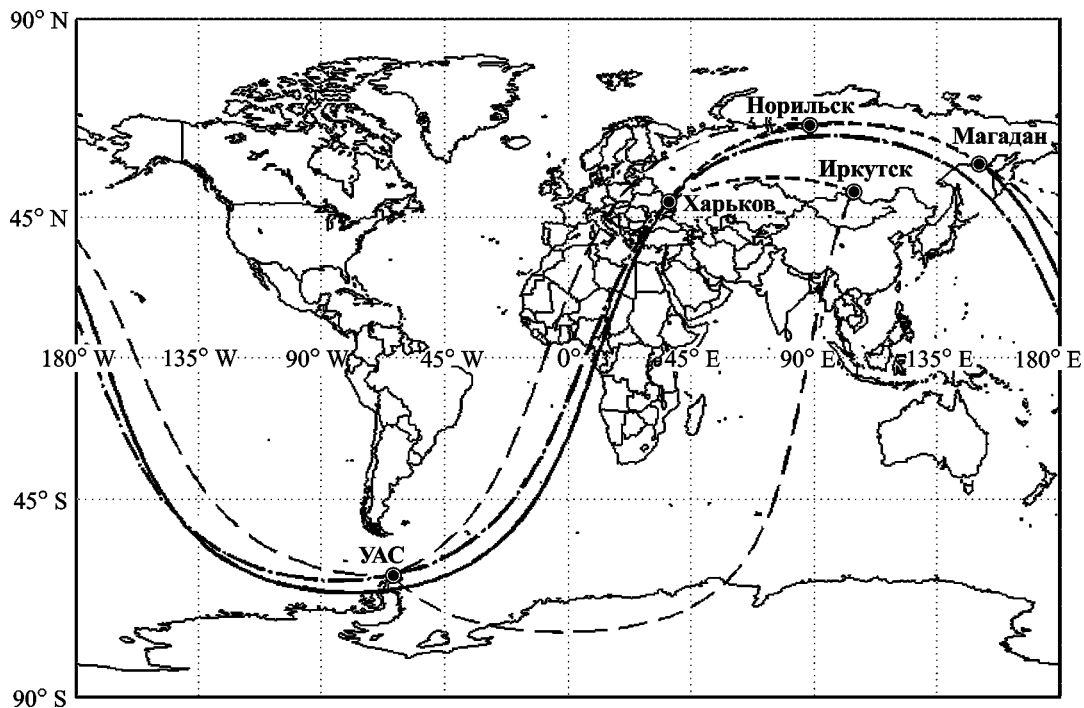 90° N
Норильск
Магадан
Иркутск
Харьков
45° N
180° W 135° W 90° W 45° W 0° 45° E 90° E 135° E 180° E
45° S
УАС
90° S